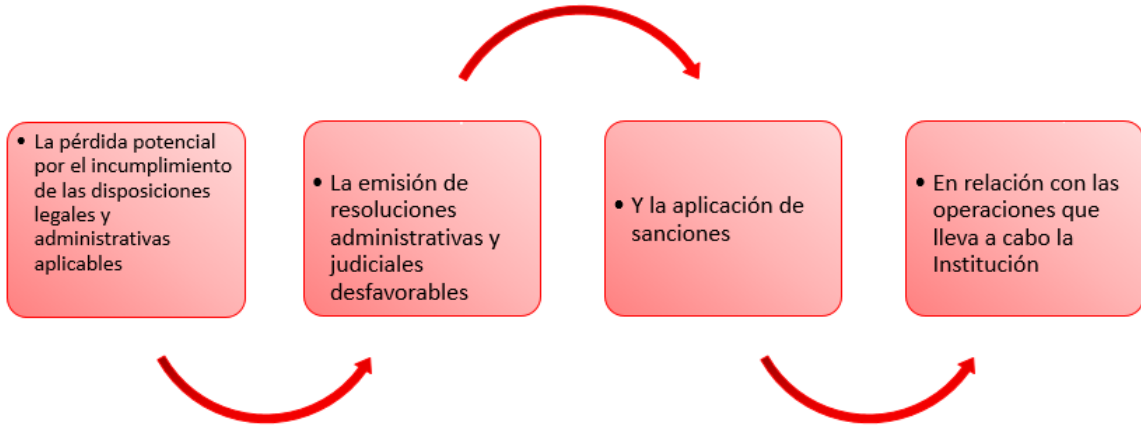 • La pérdida potencial
por el incumplimiento
de las disposiciones
legales y
administrativas
aplicables
• La emisión de
resoluciones
administrativas y
judiciales
desfavorables
• Y la aplicación de
sanciones
• En relación con las
operaciones que
lleva a cabo la
Institución